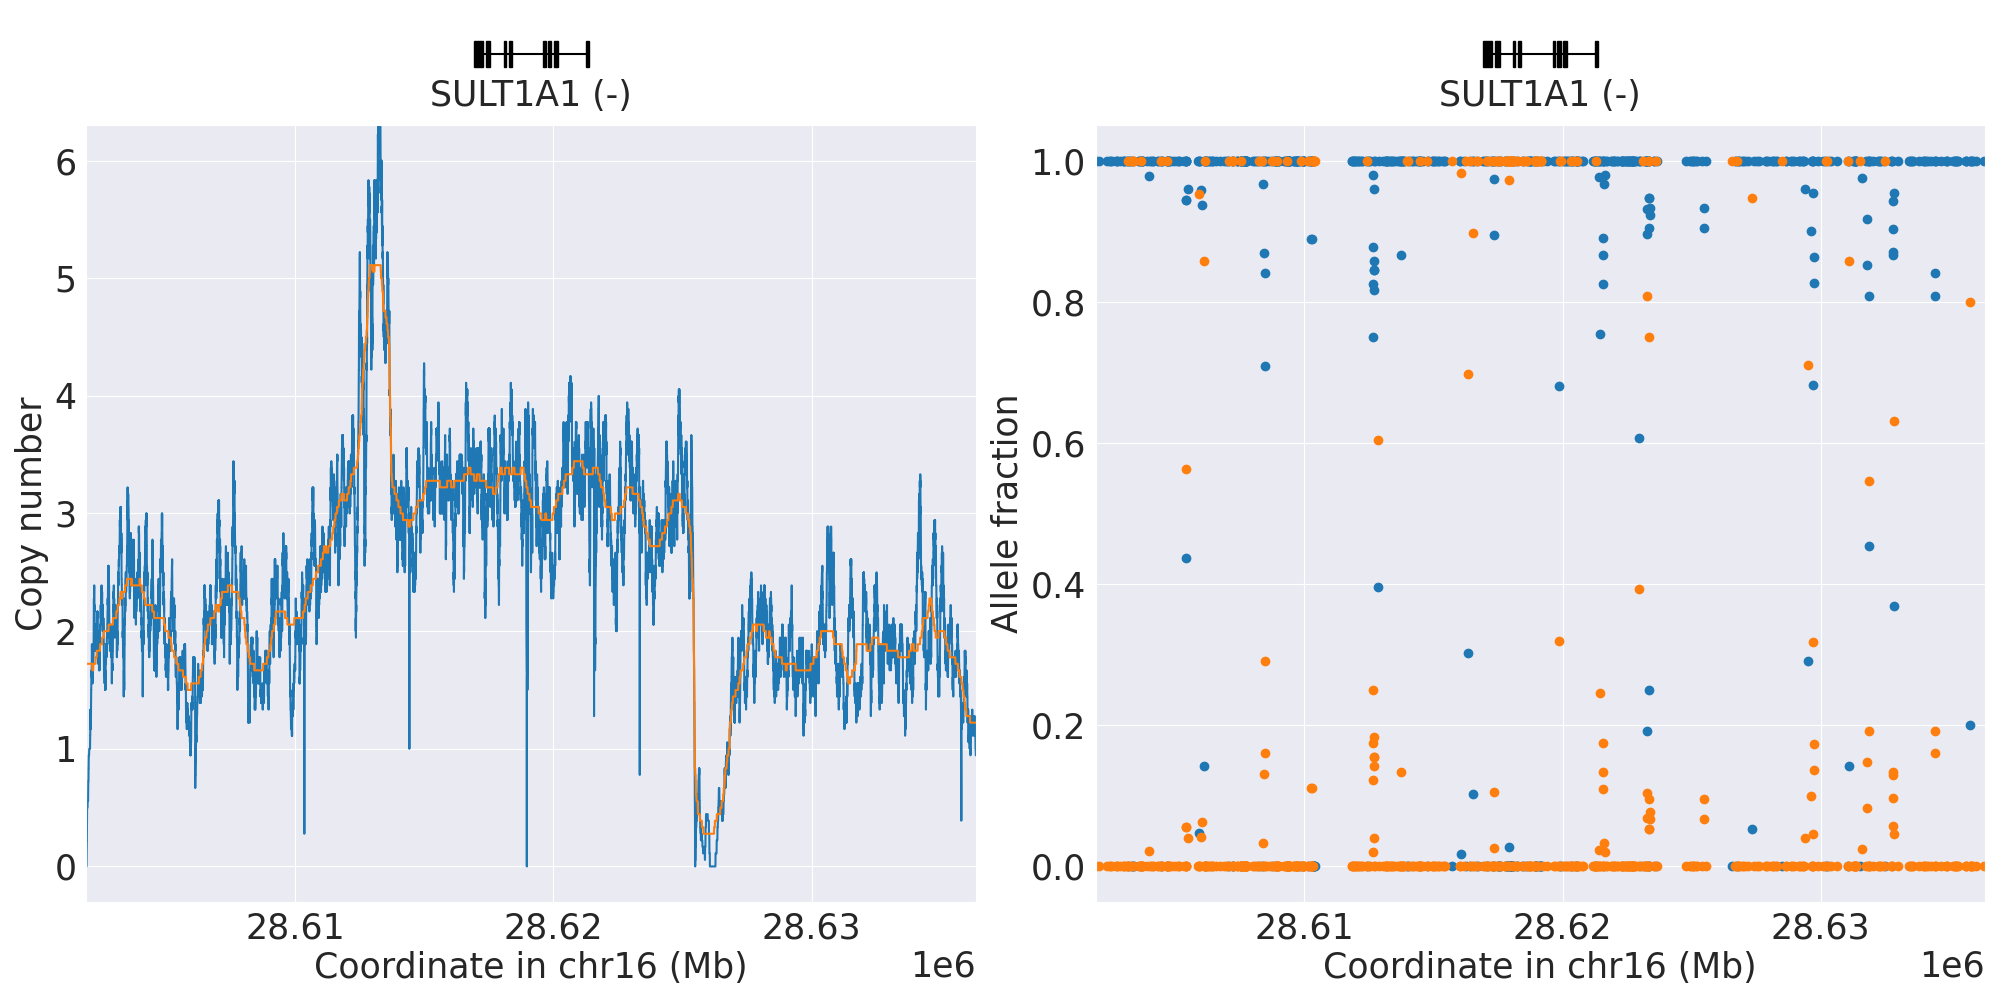 SULT1A1 (-)
SULT1A1 (-)
Copy number
6
5
4
3
2
1
0
28.61
28.62
28.63
Coordinate in chr16 (Mb)
1e6
Allele fraction
1.0
0.8
0.6
0.4
0.2
0.0
28.61
28.62
28.63
Coordinate in chr16 (Mb)
1e6